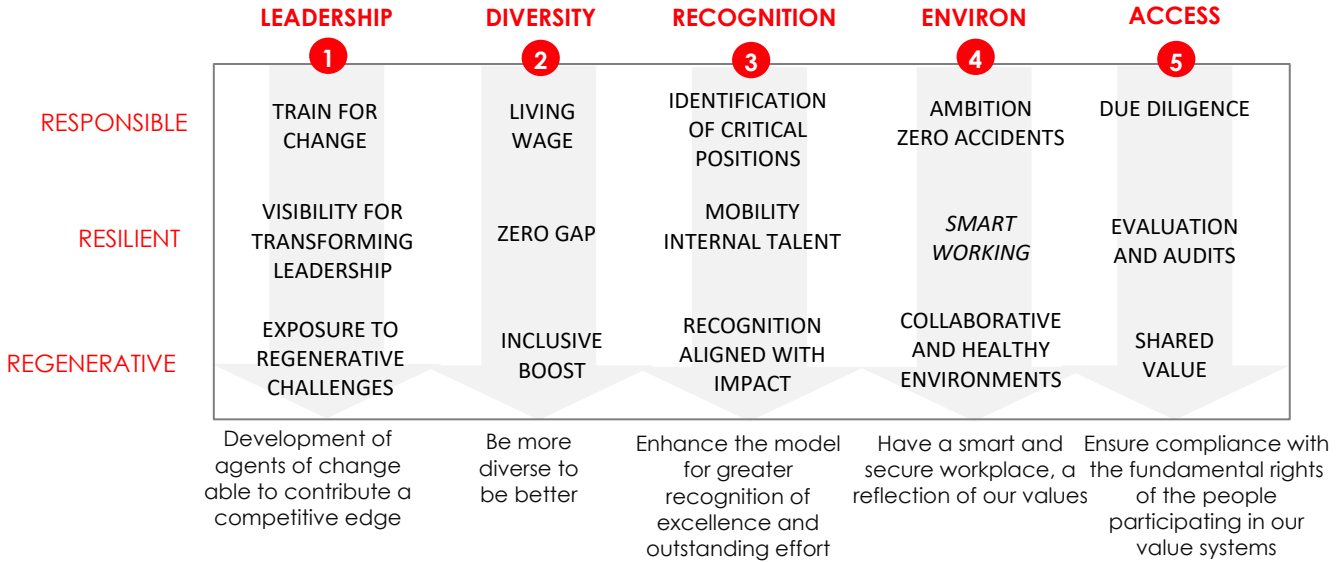 LEADERSHIP
DIVERSITY
RECOGNITION
ENVIRON
ACCESS
1
2
3
4
5
RESPONSIBLE
TRAIN FOR
CHANGE
LIVING
WAGE
IDENTIFICATION
OF CRITICAL
POSITIONS
AMBITION
ZERO ACCIDENTS
DUE DILIGENCE
RESILIENT
VISIBILITY FOR
TRANSFORMING
LEADERSHIP
ZERO GAP
MOBILITY
INTERNAL TALENT
SMART
WORKING
EVALUATION
AND AUDITS
REGENERATIVE
EXPOSURE TO
REGENERATIVE
CHALLENGES
INCLUSIVE
BOOST
RECOGNITION
ALIGNED WITH
IMPACT
COLLABORATIVE
AND HEALTHY
ENVIRONMENTS
SHARED
VALUE
Development of
agents of change
able to contribute a
competitive edge
Be more
diverse to
be better
Enhance the model
for greater
recognition of
excellence and
outstanding effort
Have a smart and
secure workplace, a
reflection of our values
Ensure compliance with
the fundamental rights
of the people
participating in our
value systems